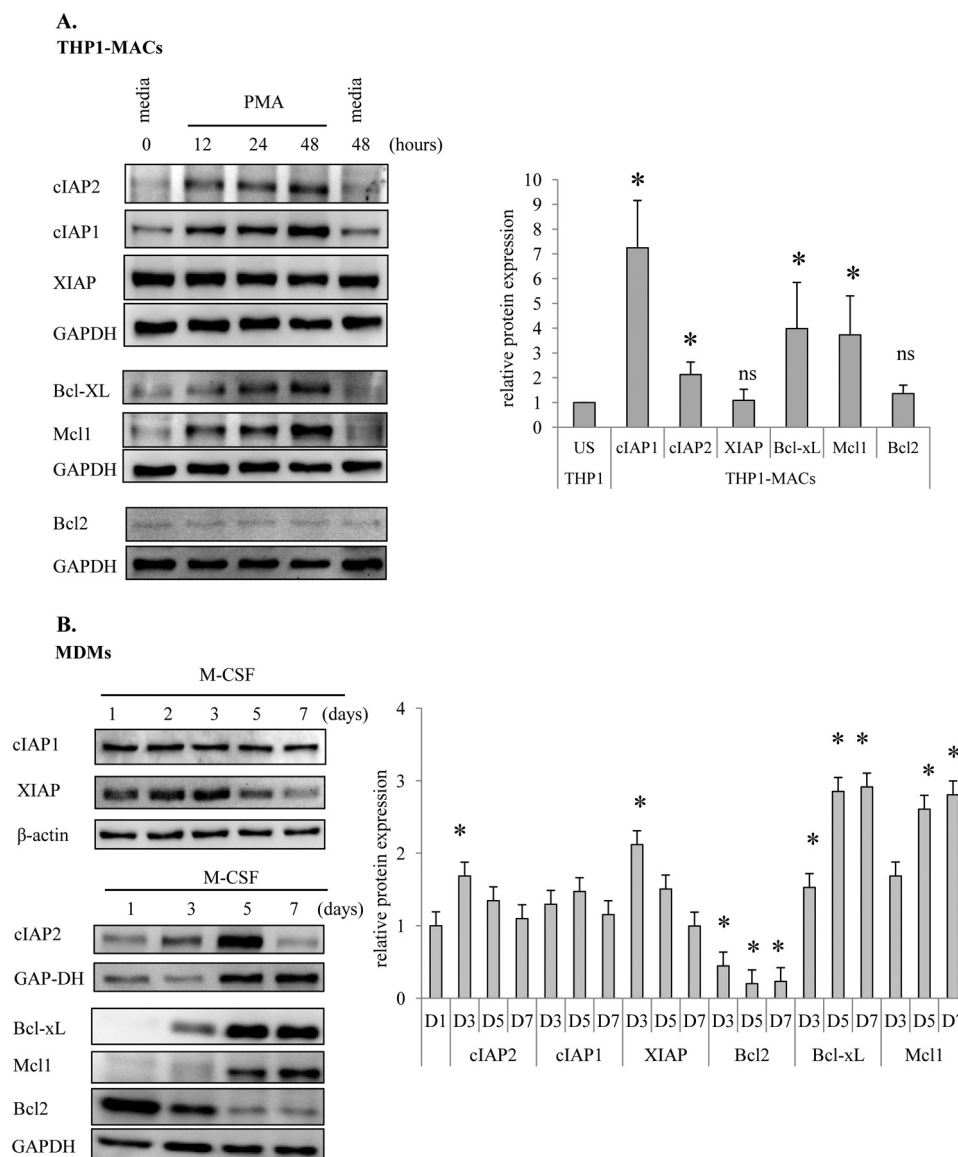 A.
THP1-MACs
media PMA media
0 12 24 48 48 (hours)
cIAP2
cIAP1
XIAP
GAPDH
Bcl-XL
Mcl1
GAPDH
Bcl2
GAPDH
relative protein expression
10
9
8
7
6
5
4
3
2
1
0
* * ns * * ns
US cIAP1 cIAP2 XIAP Bcl-xL Mcl1 Bcl2
THP1 THP1-MACs
B.
MDMs
M-CSF
1 2 3 5 7 (days)
cIAP1
XIAP
β-actin
M-CSF
1 3 5 7 (days)
cIAP2
GAP-DH
Bcl-xL
Mcl1
Bcl2
GAPDH
relative protein expression
4
3
2
1
0
* * * * * * * * * *
D1 D3 D5 D7 D3 D5 D7 D3 D5 D7 D3 D5 D7 D3 D5 D7 D3 D5 D7
cIAP2 cIAP1 XIAP Bcl2 Bcl-xL Mcl1